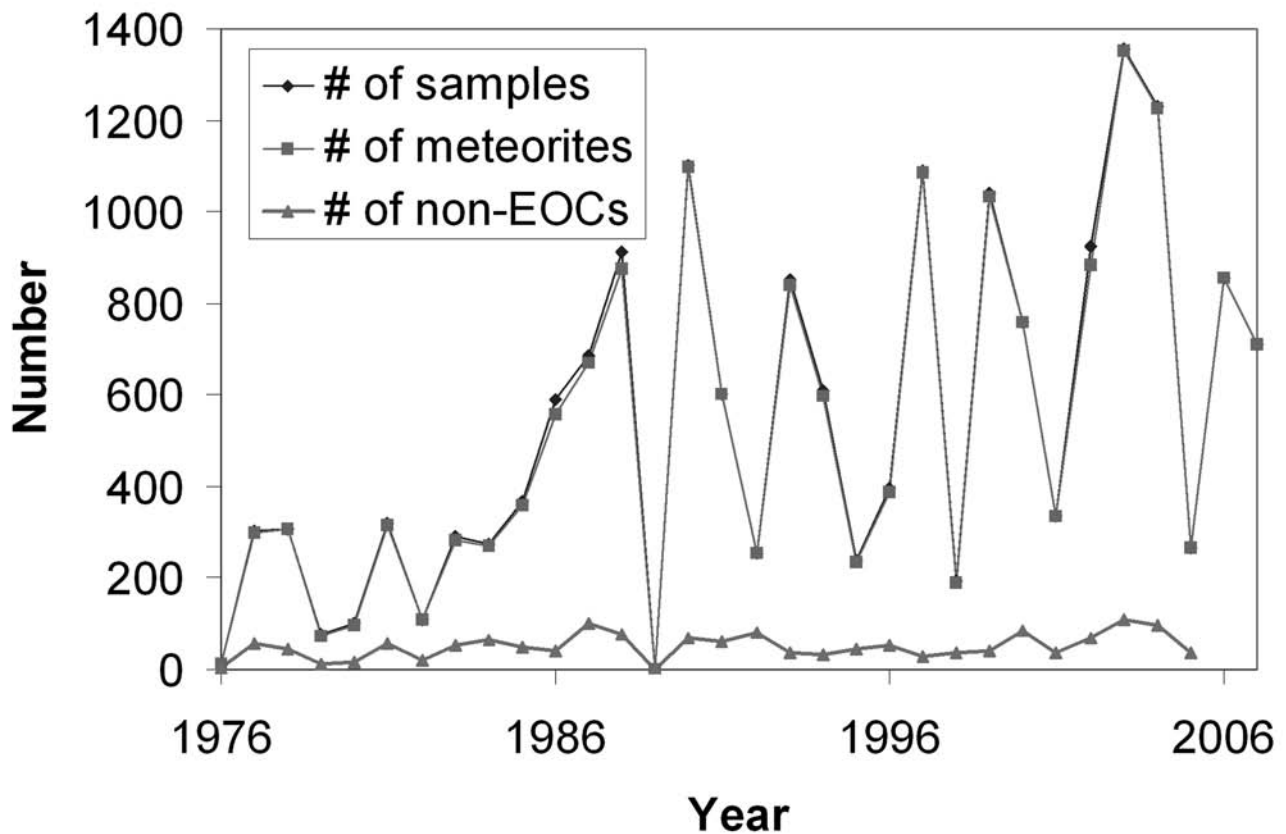 1400
1200
1000
800
600
400
200
0
Number
# of samples
# of meteorites
# of non-EOCs
1976
1986
1996
2006
Year